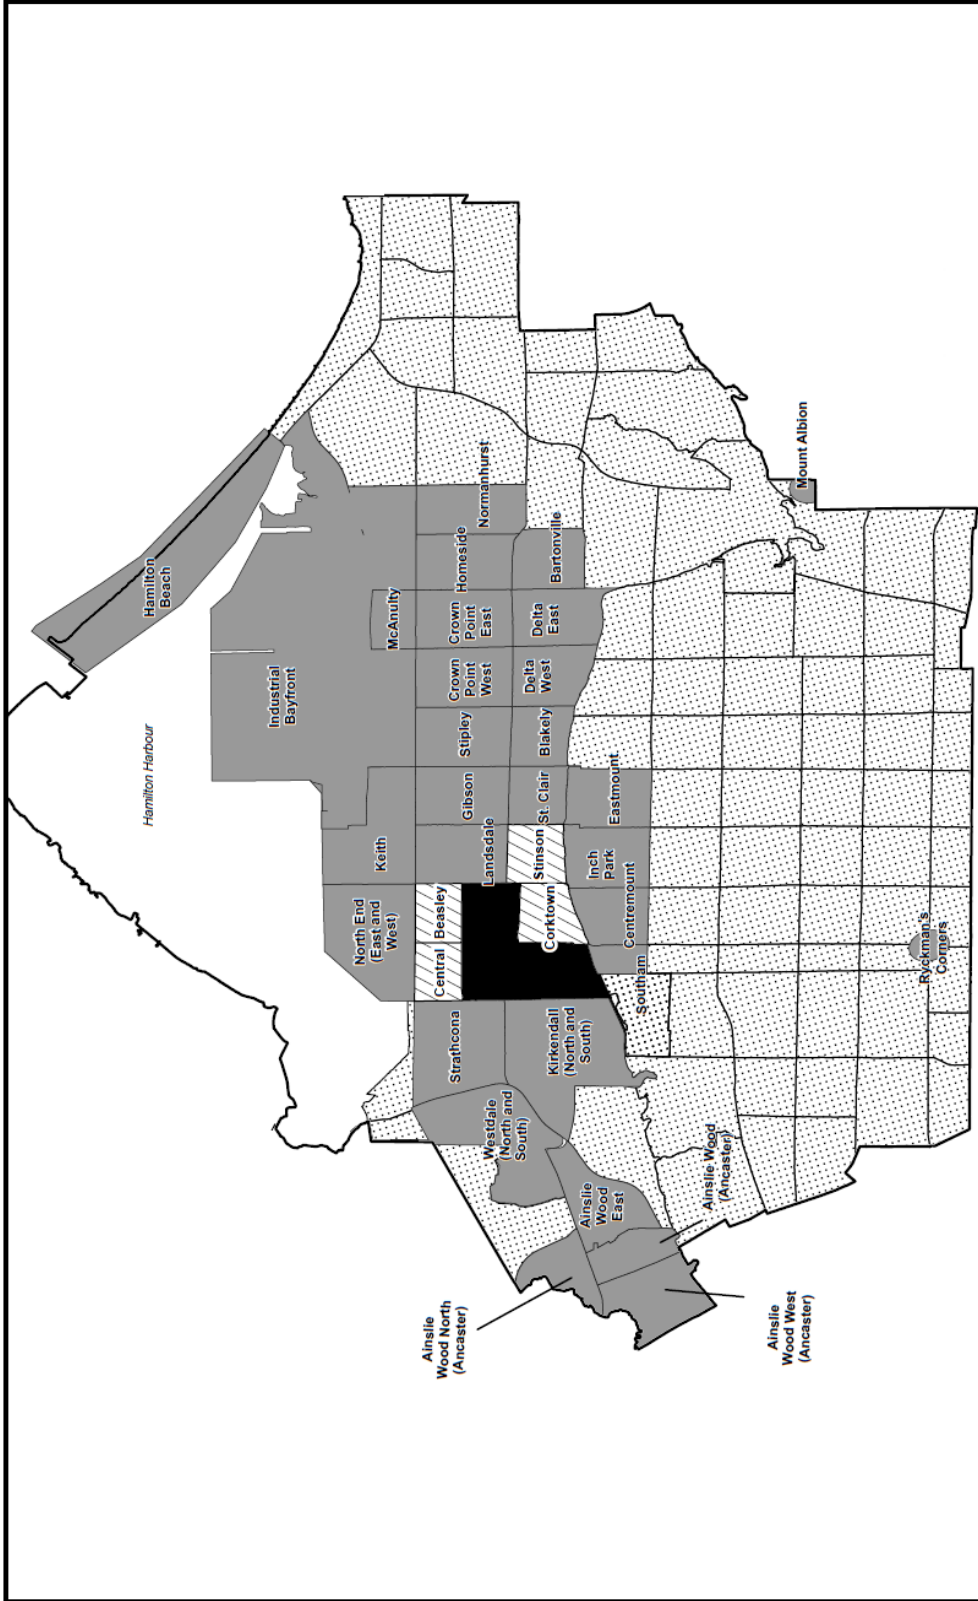 Hamilton Harbour
Hamilton
Beach
Industrial
Bayfront
North End
(East and
West)
Keith
McAnulty
Central
Beasley
Landsdale
Gibson
Stipley
Crown
Point
West
Crown
Point
East
Homeside
Normanhurst
Strathcona
Westdale
(North and
South)
Kirkendall
(North and
South)
Corktown
Stinson
St. Clair
Blakely
Delta
West
Delta
East
Bartonville
Ainslie
Wood North
(Ancaster)
Ainslie
Wood
East
Ainslie Wood
(Ancaster)
Ainslie
Wood West
(Ancaster)
Southam
Centremount
Inch
Park
Eastmount
Mount Albion
Ryckman's
Corners